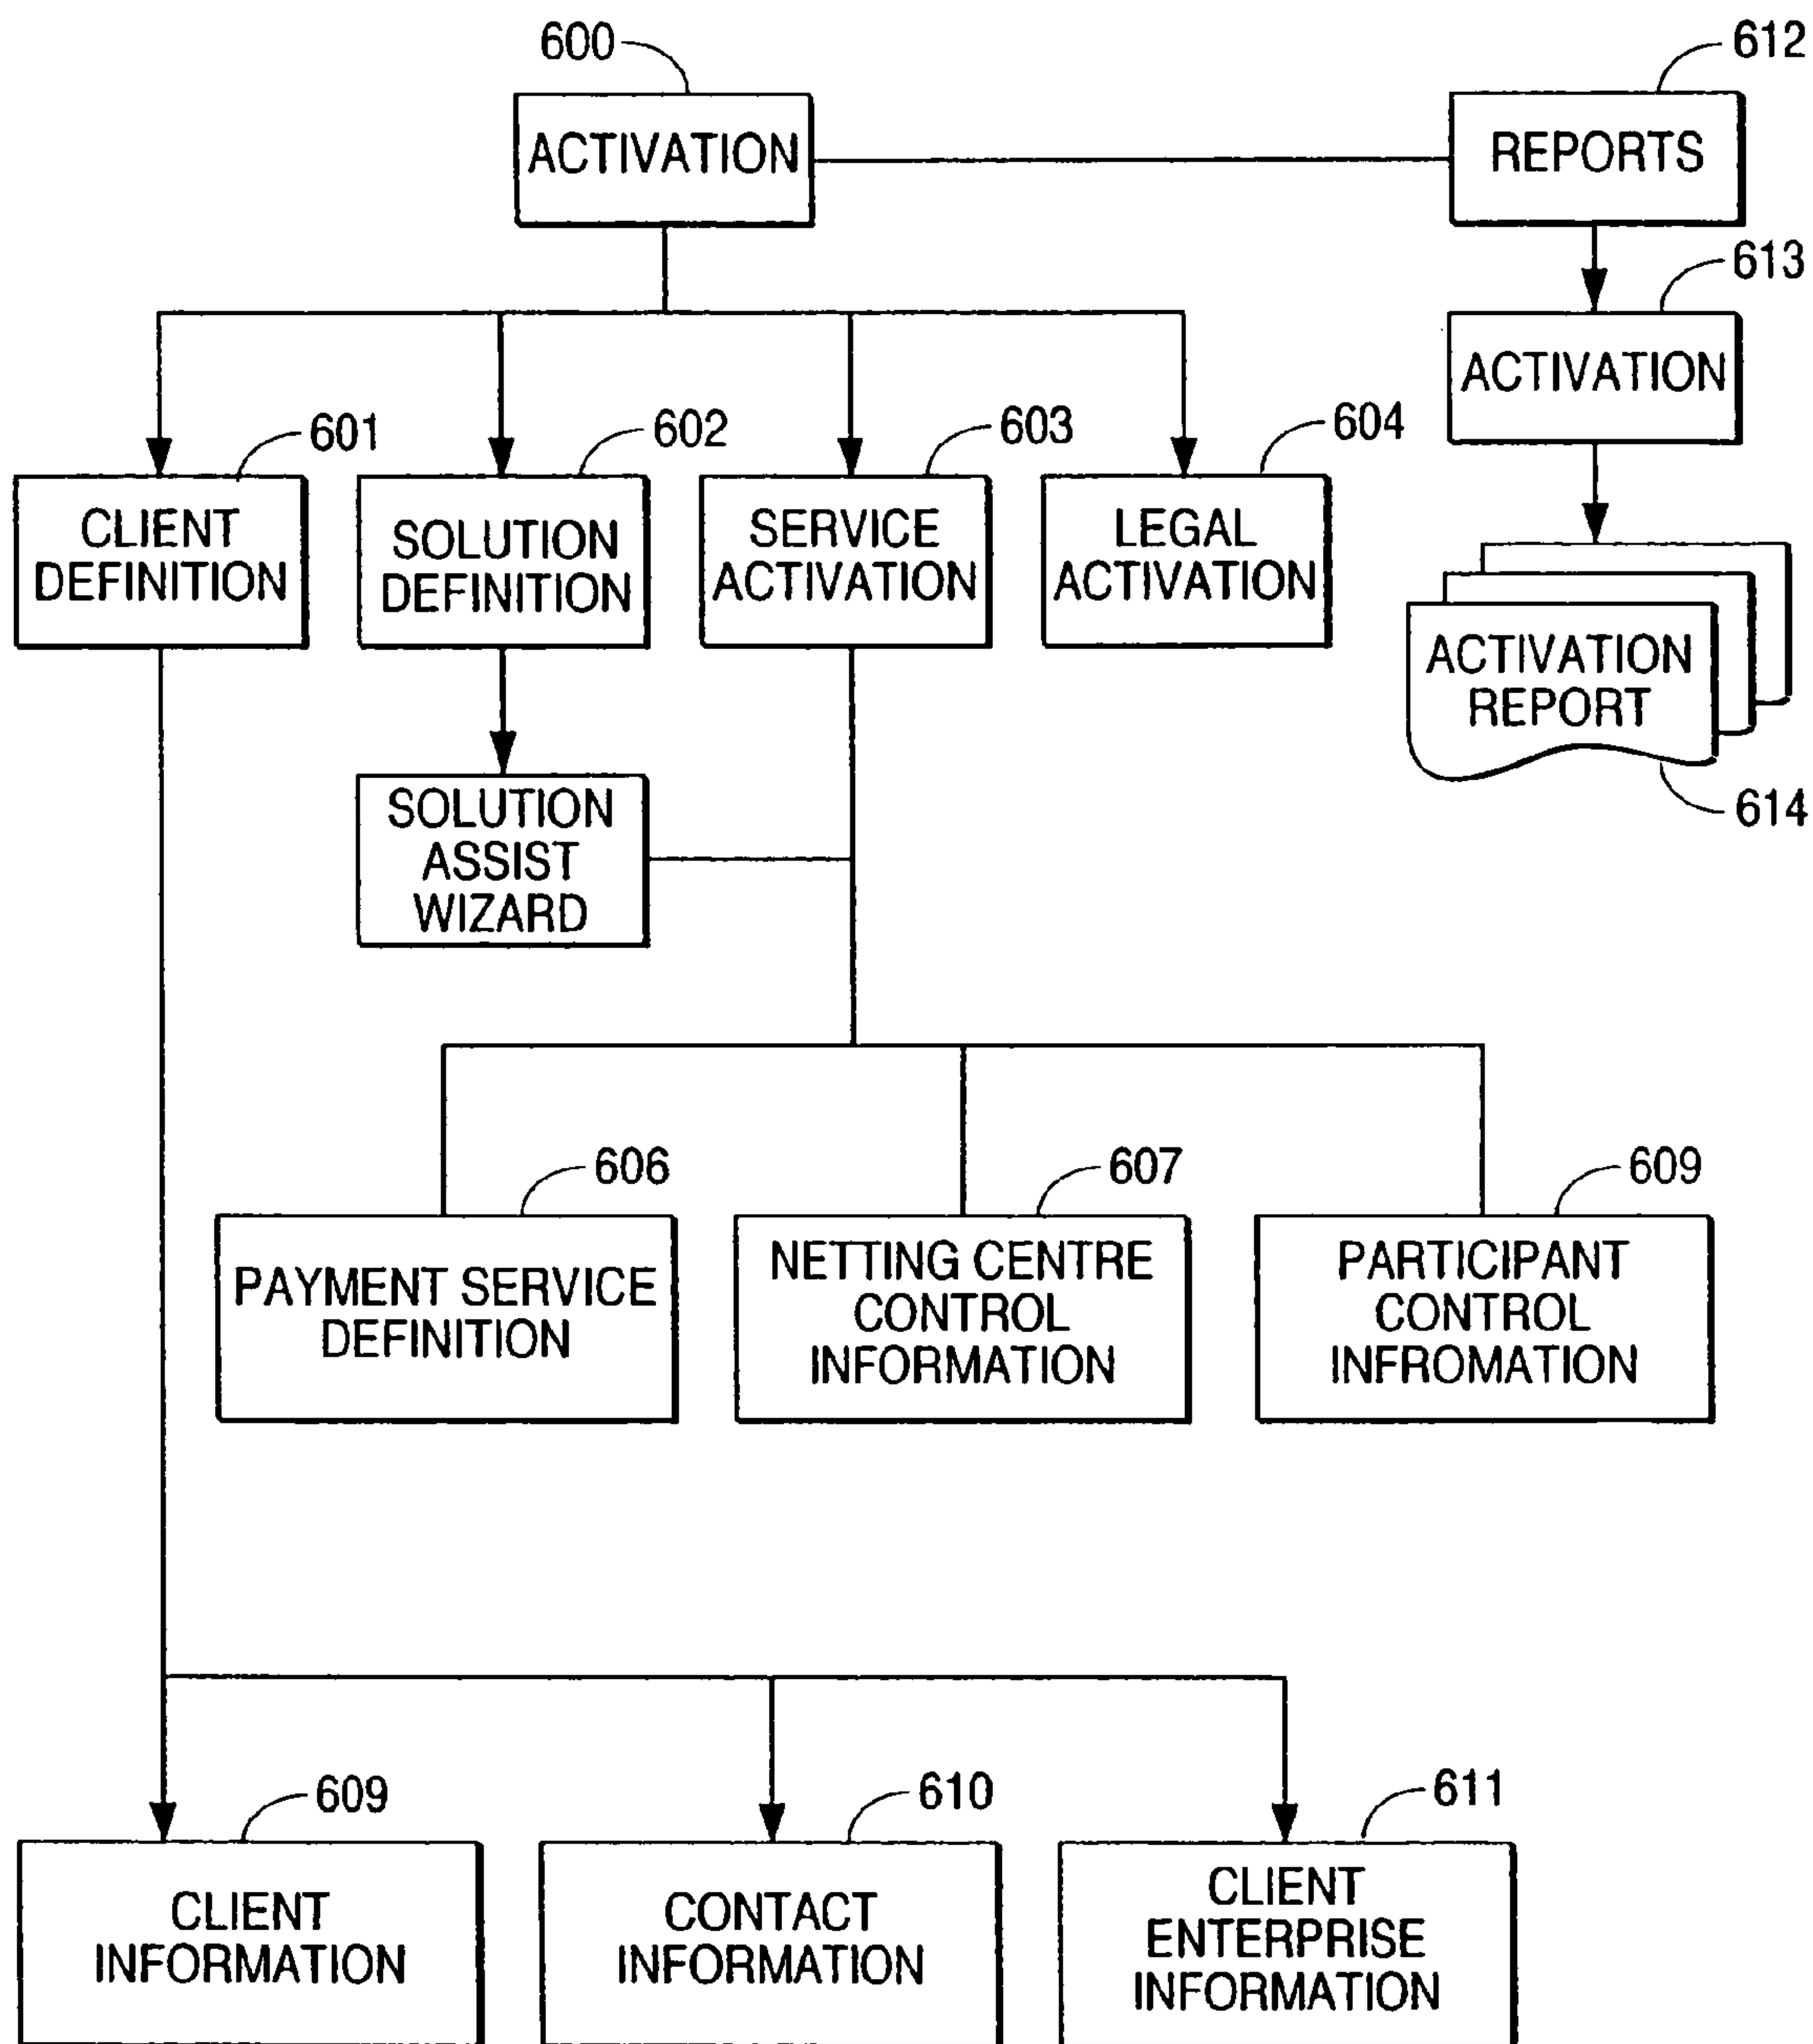 600
612
ACTIVATION
REPORTS
613
ACTIVATION
601
602
603
604
CLIENT
DEFINITION
SOLUTION
DEFINITION
SERVICE
ACTIVATION
LEGAL
ACTIVATION
ACTIVATION
REPORT
614
SOLUTION
ASSIST
WIZARD
606
607
609
PAYMENT SERVICE
DEFINITION
NETTING CENTRE
CONTROL
INFORMATION
PARTICIPANT
CONTROL
INFROMATION
609
610
611
CLIENT
INFORMATION
CONTACT
INFORMATION
CLIENT
ENTERPRISE
INFORMATION